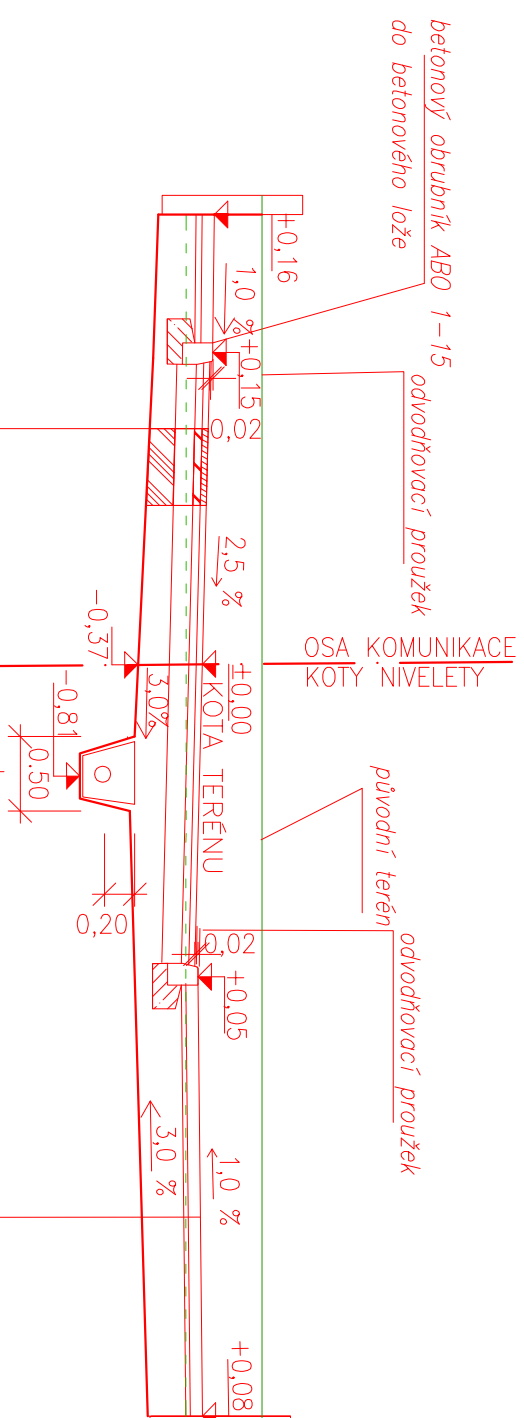 betonový obrubník ABO 1-15
do betonového lože
+0,16
1,0 %
+0,15
0,02
odvodňovací proužek
2,5 %
OSA KOMUNIKACE
KOTY NIVELETY
-0,37
±0,00
KOTA TERÉNU
3,0%
-0,81
0.50
0,20
původní terén
odvodňovací proužek
0,02
+0,05
3,0 %
1,0 %
+0,08